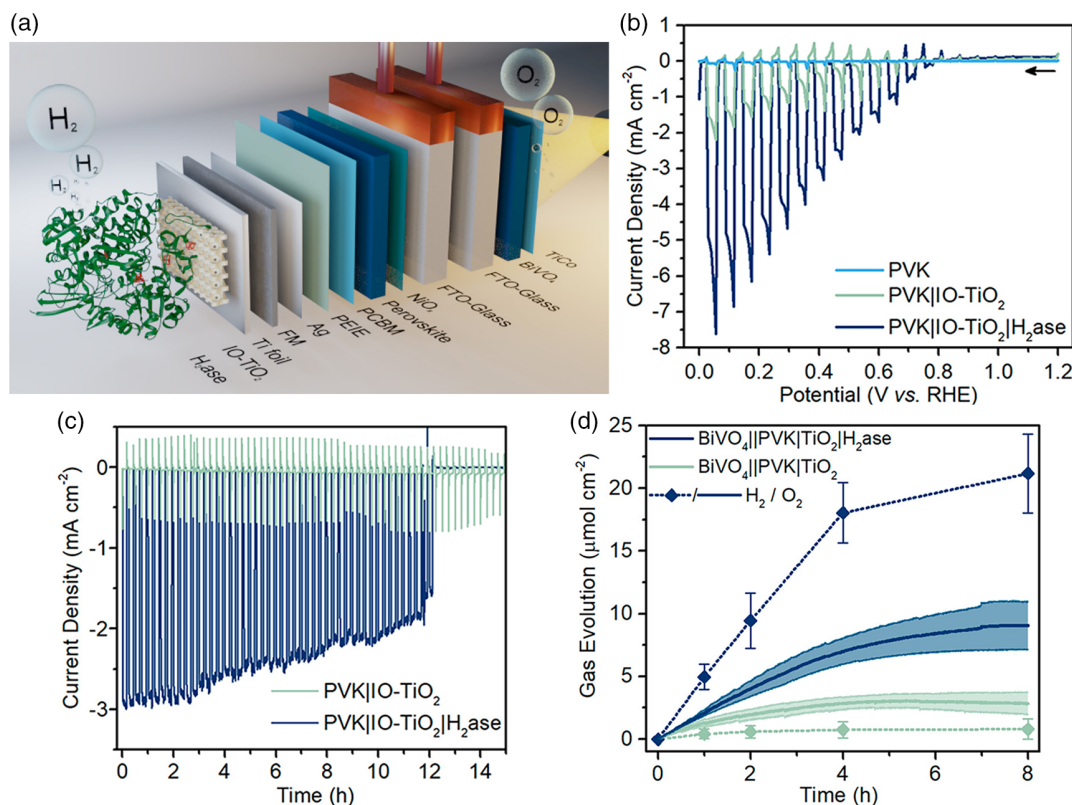 (a)
H2
H2
H2
H2
O2
O2
H2ase
IO-TiO2
Ti foil
FM
Ag
PEIE
PCBM
Perovskite
NiOx
FTO-Glass
FTO-Glass
BiVO4
TiCo
(b)
Current Density (mA cm-2)
1
0
-1
-2
-3
-4
-5
-6
-7
-8
PVK
PVK|IO-TiO2
PVK|IO-TiO2|H2ase
0.0 0.2 0.4 0.6 0.8 1.0 1.2
Potential (V vs. RHE)
(c)
Current Density (mA cm-2)
0
-1
-2
-3
PVK|IO-TiO2
PVK|IO-TiO2|H2ase
0 2 4 6 8 10 12 14
Time (h)
(d)
Gas Evolution (μmol cm-2)
25
20
15
10
5
0
BiVO4||PVK|TiO2|H2ase
BiVO4||PVK|TiO2
/ H2 / O2
0 2 4 6 8
Time (h)